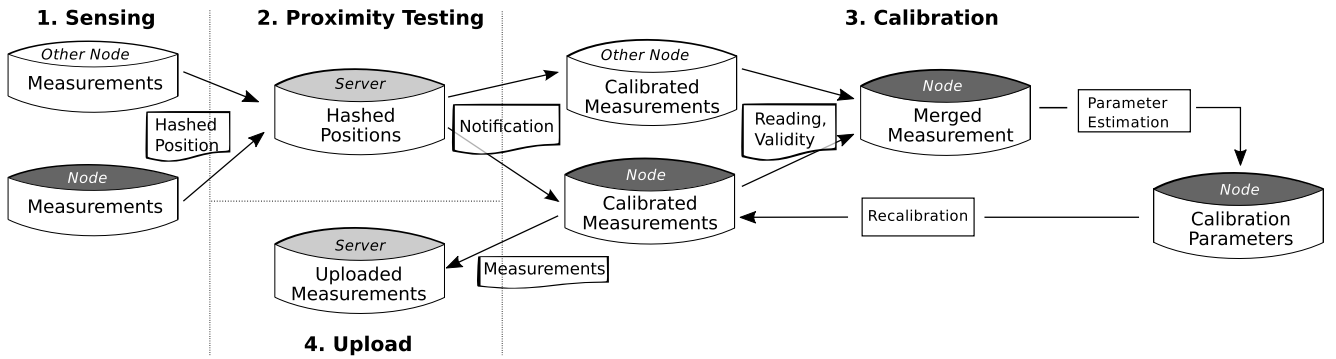 1. Sensing
2. Proximity Testing
3. Calibration
Other Node
Measurements
Hashed
Position
Node
Measurements
Server
Hashed
Positions
Notification
Other Node
Calibrated
Measurements
Node
Calibrated
Measurements
Reading,
Validity
Node
Merged
Measurement
Parameter
Estimation
Node
Calibration
Parameters
Recalibration
Measurements
Server
Uploaded
Measurements
4. Upload